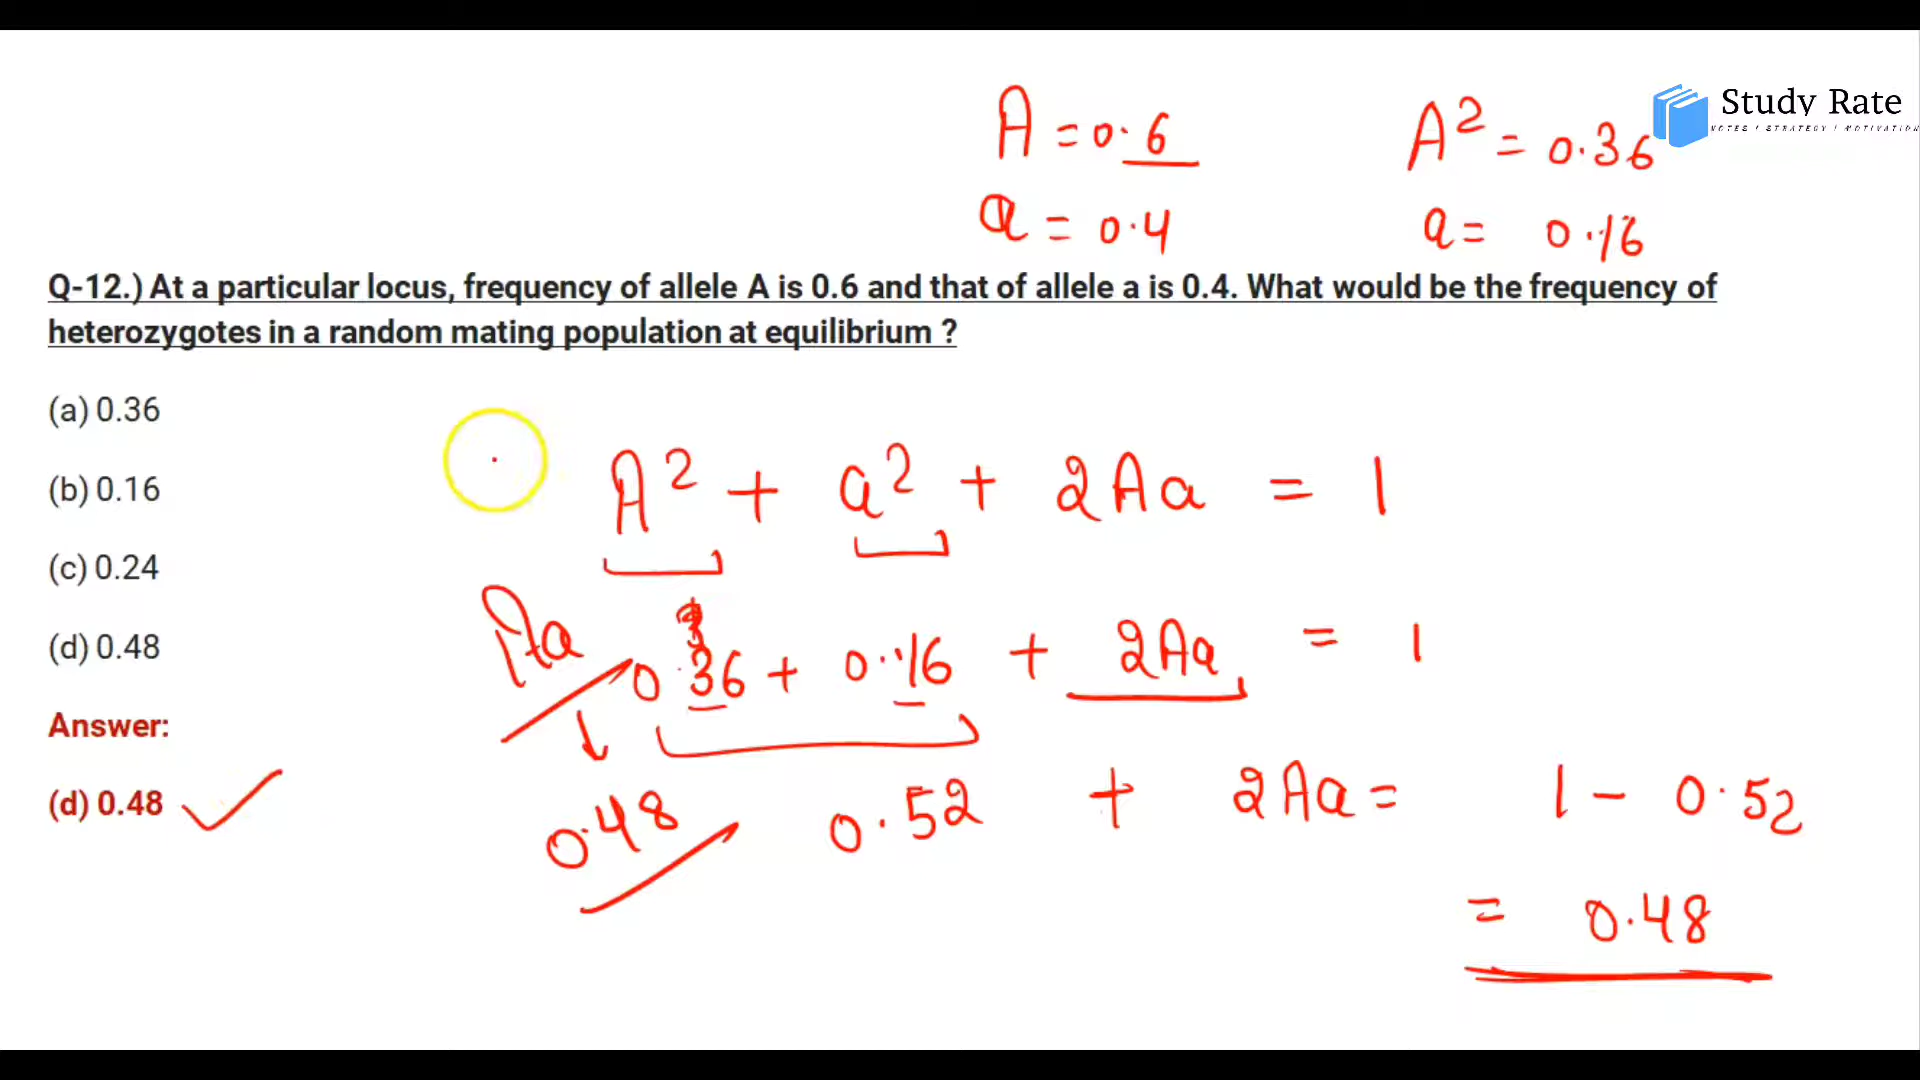 A = 0.6
A² = 0.36
Study Rate
NOTES / STRATEGY / MOTIVATION
a = 0.4
a = 0.16
Q-12.) At a particular locus, frequency of allele A is 0.6 and that of allele a is 0.4. What would be the frequency of
heterozygotes in a random mating population at equilibrium ?
(a) 0.36
(b) 0.16
(c) 0.24
(d) 0.48
Answer:
(d) 0.48
A² + a² + 2Aa = 1
Aa
0.36 + 0.16 + 2Aa = 1
0.48
0.52 + 2Aa = 1 - 0.52
= 0.48